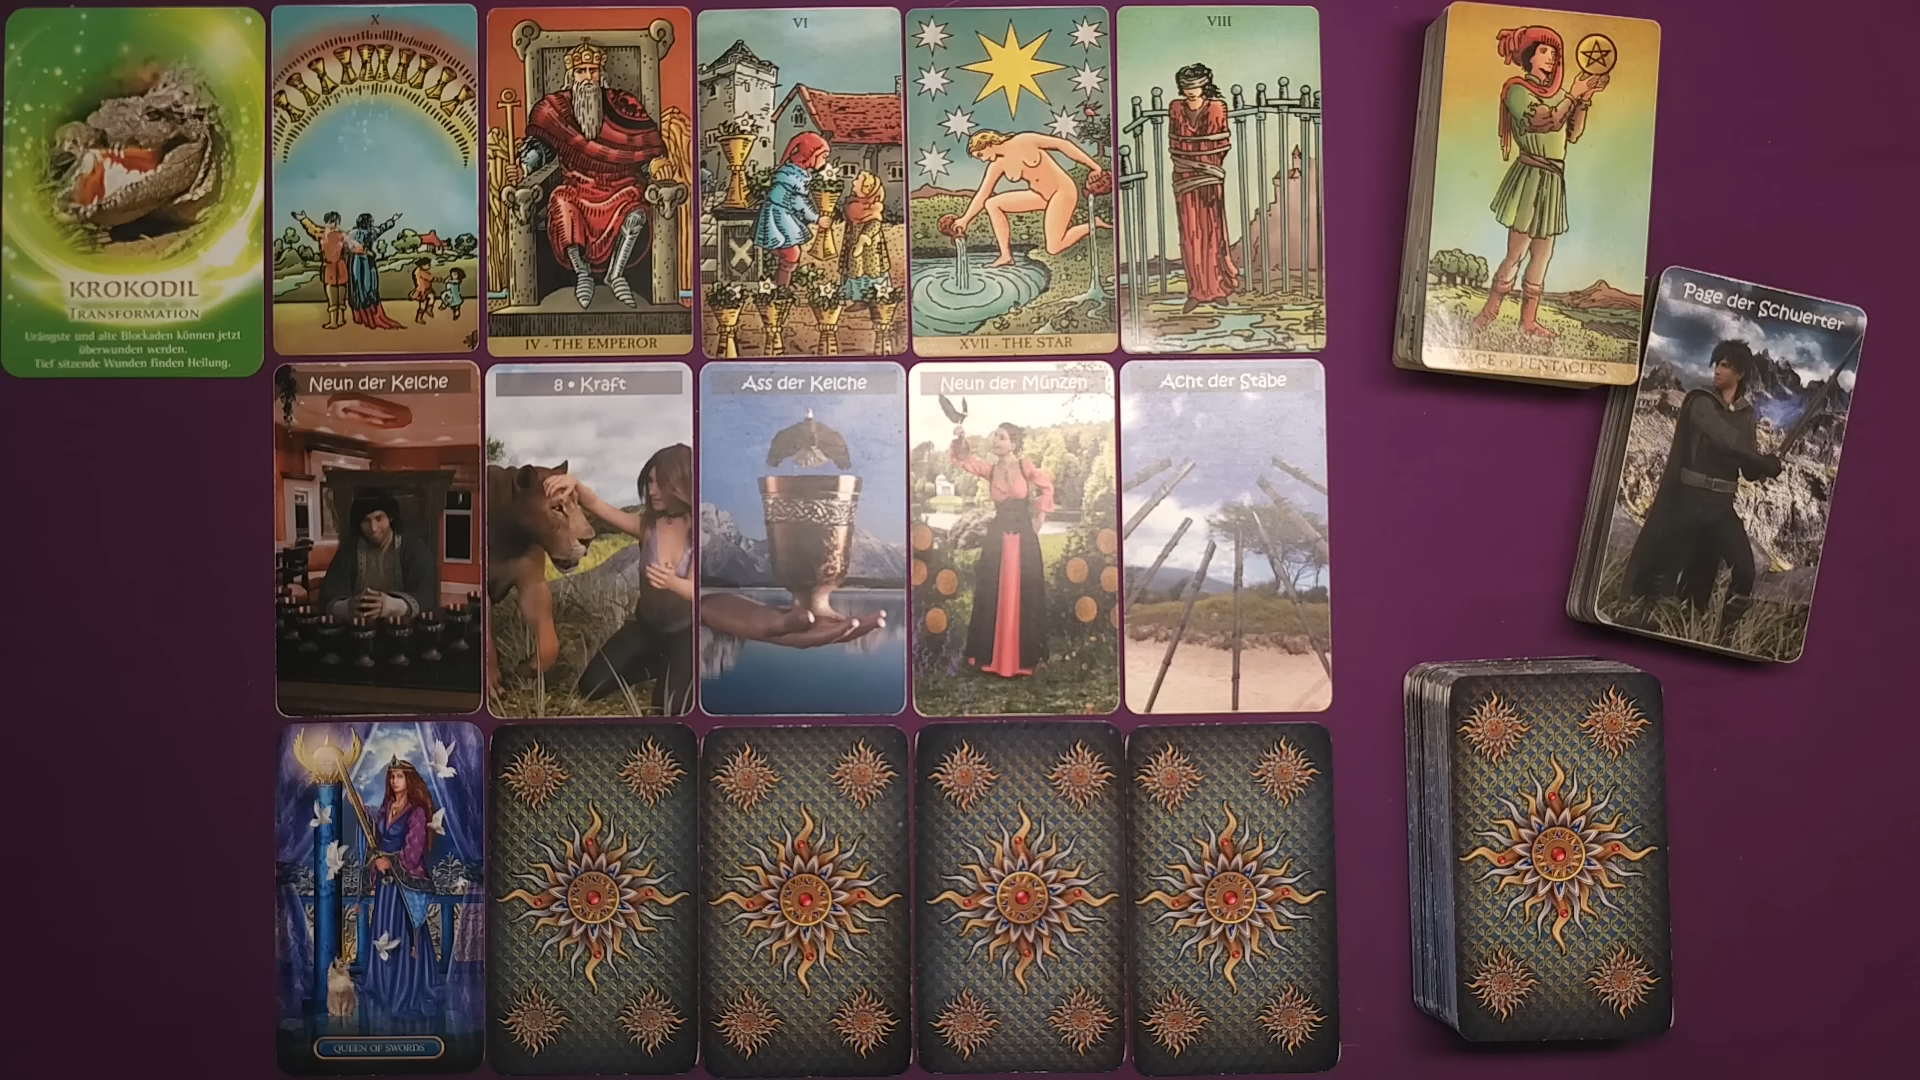 KROKODIL
TRANSFORMATION
Urängste und alte Blockaden können jetzt
überwunden werden.
Tief sitzende Wunden finden Heilung.
X
IV - THE EMPEROR
VI
XVII - THE STAR
VIII
PAGE OF PENTACLES
Page der Schwerter
Neun der Kelche
8 • Kraft
Ass der Kelche
Neun der Münzen
Acht der Stäbe
QUEEN OF SWORDS